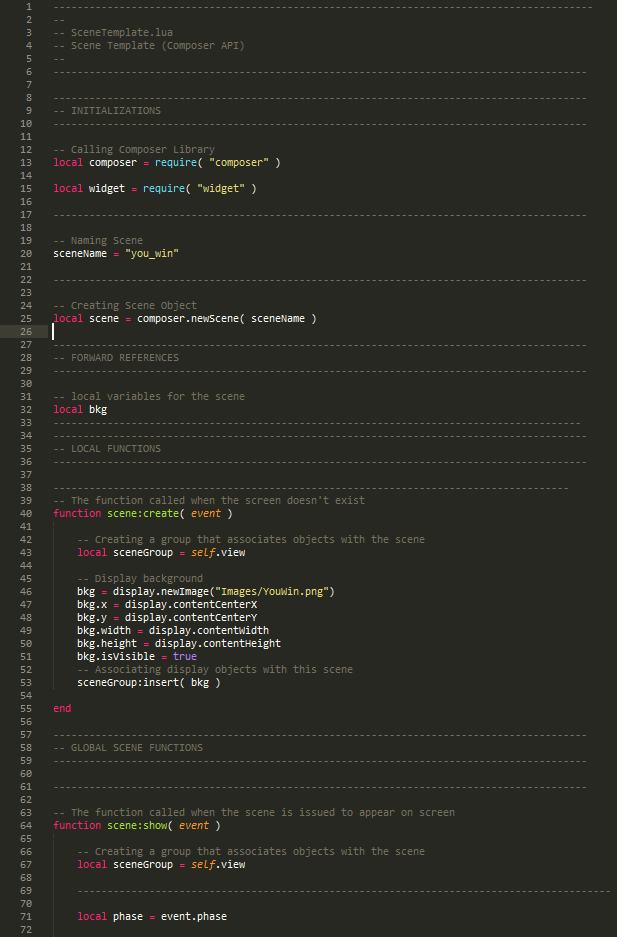 1 ------------------------------------------------------------------------------------------
2 --
3 -- SceneTemplate.lua
4 -- Scene Template (Composer API)
5 --
6 -----------------------------------------------------------------------------------------
7
8 -----------------------------------------------------------------------------------------
9 -- INITIALIZATIONS
10 -----------------------------------------------------------------------------------------
11
12 -- Calling Composer Library
13 local composer = require( "composer" )
14
15 local widget = require( "widget" )
16
17 -----------------------------------------------------------------------------------------
18
19 -- Naming Scene
20 sceneName = "you_win"
21
22 -----------------------------------------------------------------------------------------
23
24 -- Creating Scene Object
25 local scene = composer.newScene( sceneName )
26
27 -----------------------------------------------------------------------------------------
28 -- FORWARD REFERENCES
29 -----------------------------------------------------------------------------------------
30
31 -- local variables for the scene
32 local bkg
33 ----------------------------------------------------------------------------------------
34 -----------------------------------------------------------------------------------------
35 -- LOCAL FUNCTIONS
36 -----------------------------------------------------------------------------------------
37
38 --------------------------------------------------------------------------------------
39 -- The function called when the screen doesn't exist
40 function scene:create( event )
41
42     -- Creating a group that associates objects with the scene
43     local sceneGroup = self.view
44
45     -- Display background
46     bkg = display.newImage("Images/YouWin.png")
47     bkg.x = display.contentCenterX
48     bkg.y = display.contentCenterY
49     bkg.width = display.contentWidth
50     bkg.height = display.contentHeight
51     bkg.isVisible = true
52     -- Associating display objects with this scene
53     sceneGroup:insert( bkg )
54
55 end
56
57 -----------------------------------------------------------------------------------------
58 -- GLOBAL SCENE FUNCTIONS
59 -----------------------------------------------------------------------------------------
60
61 -----------------------------------------------------------------------------------------
62
63 -- The function called when the scene is issued to appear on screen
64 function scene:show( event )
65
66     -- Creating a group that associates objects with the scene
67     local sceneGroup = self.view
68
69     -----------------------------------------------------------------------------------------
70
71     local phase = event.phase
72